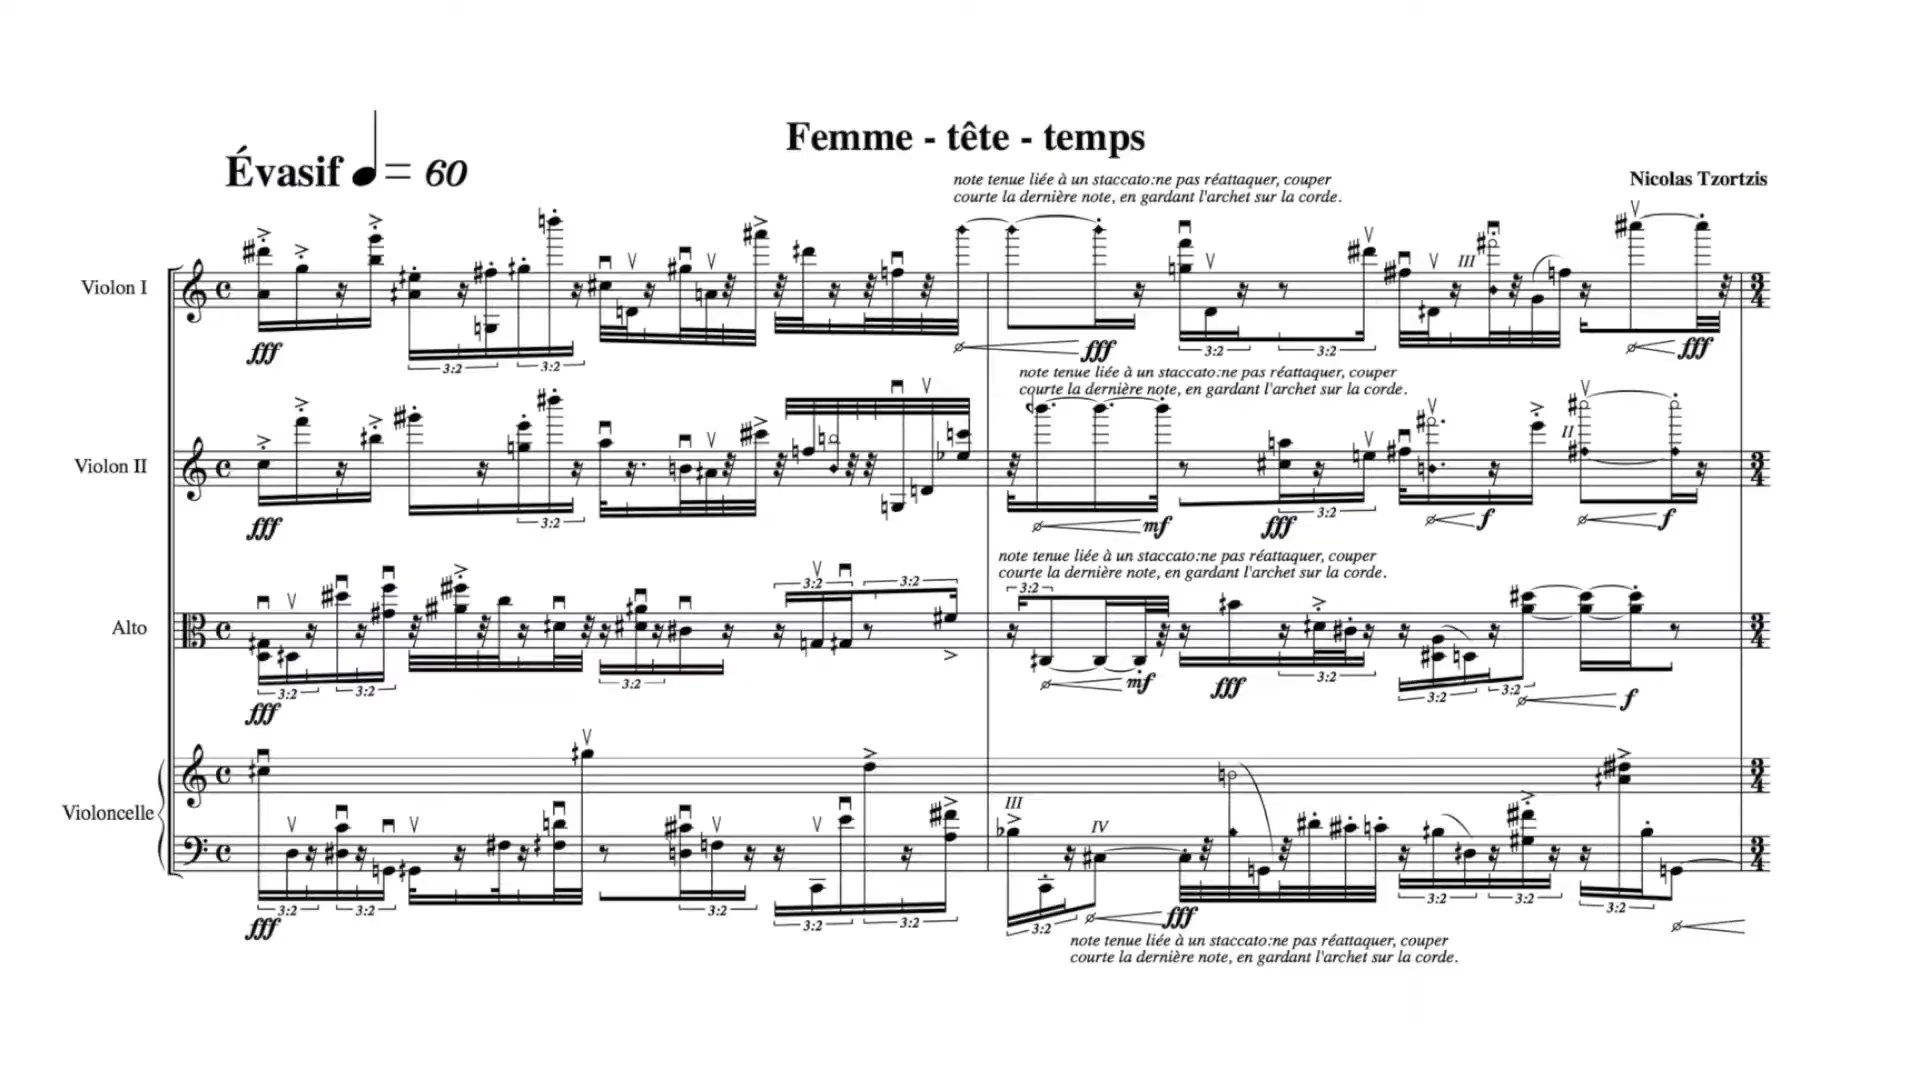 Femme - tête - temps
Évasif = 60
Nicolas Tzortzis
note tenue liée à un staccato:ne pas réattaquer, couper
courte la dernière note, en gardant l'archet sur la corde.
III
Violon I
3:2 3:2 3:2 3:2
fff fff fff
note tenue liée à un staccato:ne pas réattaquer, couper
courte la dernière note, en gardant l'archet sur la corde.
II
Violon II
3:2 3:2
fff mf fff f f
note tenue liée à un staccato:ne pas réattaquer, couper
courte la dernière note, en gardant l'archet sur la corde.
3:2 3:2 3:2
Alto
3:2 3:2 3:2 3:2 3:2 3:2
fff mf fff f
III
IV
Violoncelle
3:2 3:2 3:2 3:2 3:2 3:2 3:2 3:2 3:2
fff fff
note tenue liée à un staccato:ne pas réattaquer, couper
courte la dernière note, en gardant l'archet sur la corde.